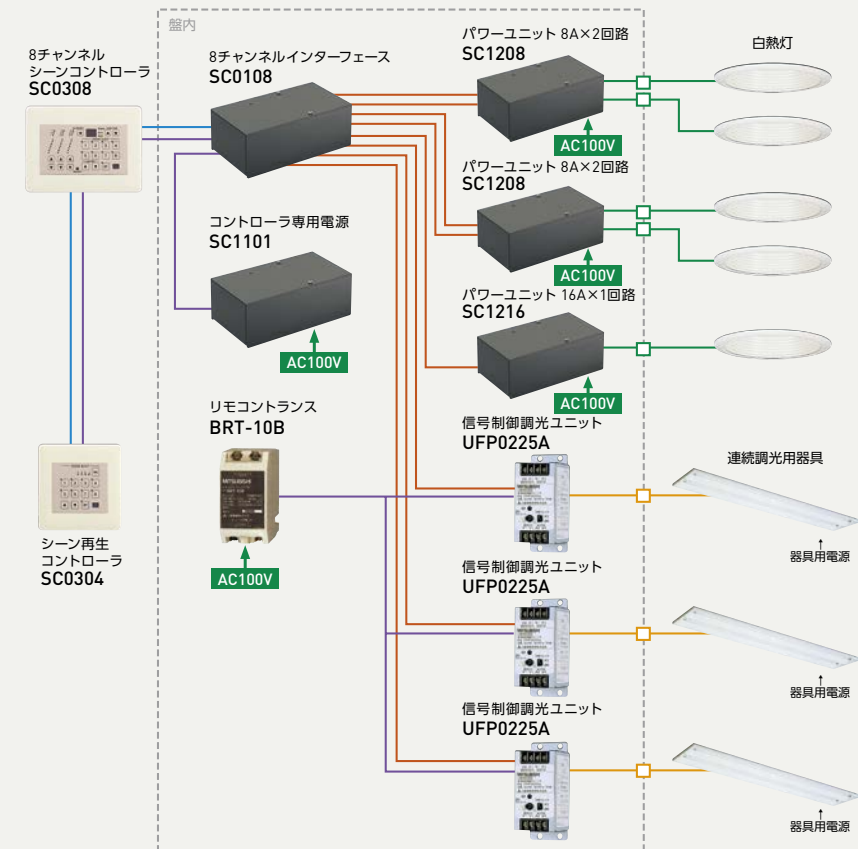 盤内
8チャンネル
シーンコントローラ
SC0308
8チャンネルインターフェース
SC0108
パワーユニット 8A×2回路
SC1208
白熱灯
AC100V
パワーユニット 8A×2回路
SC1208
AC100V
コントローラ専用電源
SC1101
AC100V
パワーユニット 16A×1回路
SC1216
AC100V
リモコントランス
BRT-10B
MITSUBISHI
AC100V
信号制御調光ユニット
UFP0225A
連続調光用器具
器具用電源
シーン再生
コントローラ
SC0304
信号制御調光ユニット
UFP0225A
器具用電源
信号制御調光ユニット
UFP0225A
器具用電源